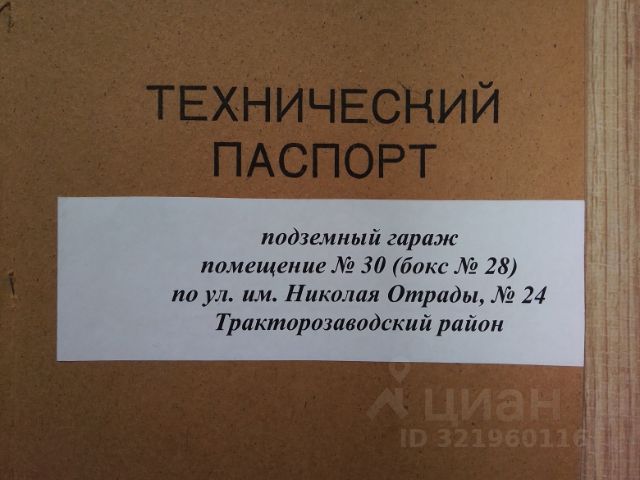 ТЕХНИЧЕСКИЙ
ПАСПОРТ
подземный гараж
помещение № 30 (бокс № 28)
по ул. им. Николая Отрады, № 24
Тракторозаводский район
циан
ID 321960116